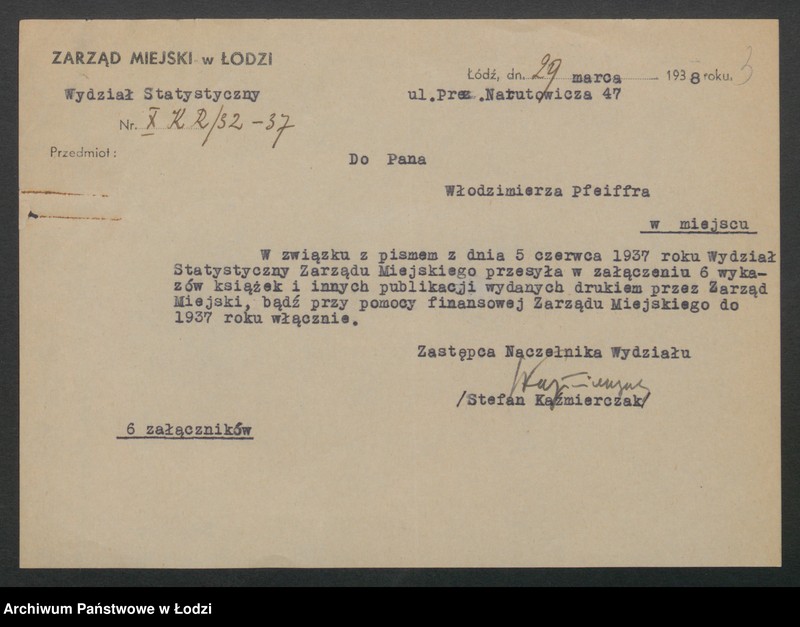 ZARZĄD MIEJSKI w ŁODZI
Łódź, dn. 29 marca 1938 roku. 3
Wydział Statystyczny
ul. Prez. Narutowicza 47
Nr. X K R/32-37
Przedmiot:
Do Pana
Włodzimierza Pfeiffra
w miejscu
W związku z pismem z dnia 5 czerwca 1937 roku Wydział
Statystyczny Zarządu Miejskiego przesyła w załączeniu 6 wyka-
zów książek i innych publikacji wydanych drukiem przez Zarząd
Miejski, bądź przy pomocy finansowej Zarządu Miejskiego do
1937 roku włącznie.
Zastępca Naczelnika Wydziału
/Stefan Kaźmierczak/
6 załączników
Archiwum Państwowe w Łodzi